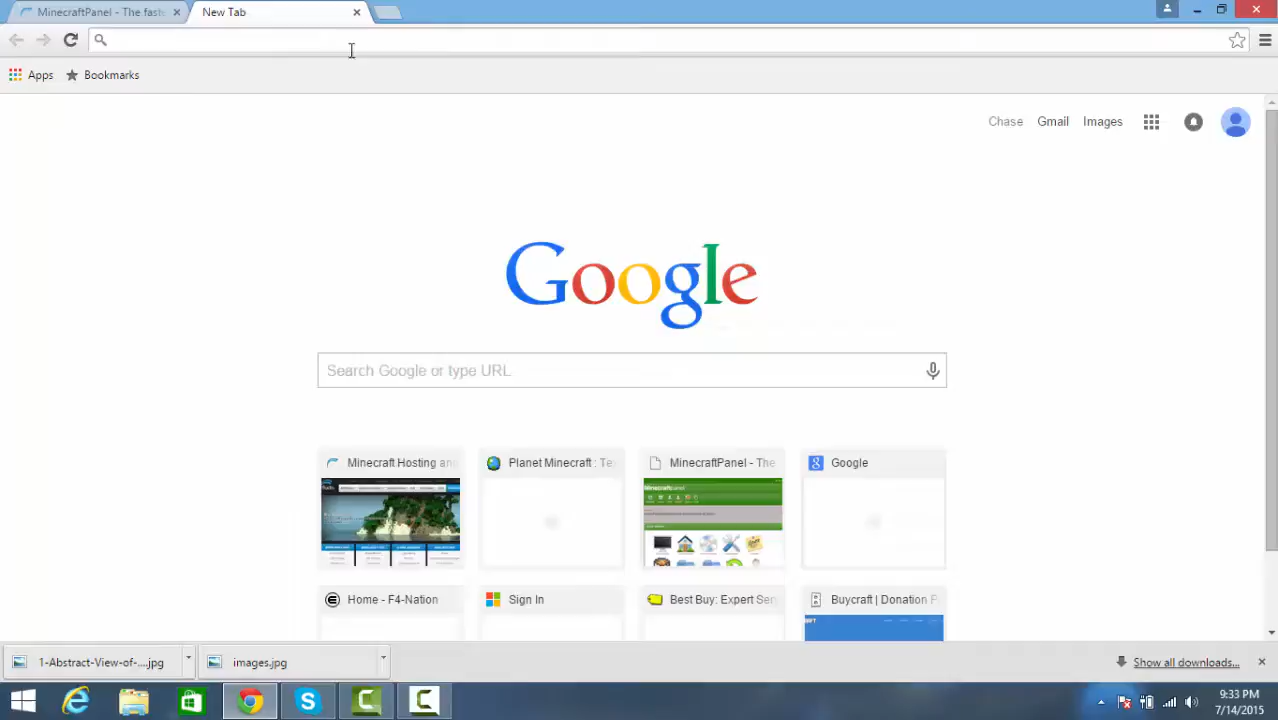 MinecraftPanel - The fast
New Tab
Apps
Bookmarks
Chase
Gmail
Images
Google
Search Google or type URL
Minecraft Hosting and
Planet Minecraft : Te
MinecraftPanel - The
Google
Minecraft
Home - F4-Nation
Sign In
Best Buy: Expert Ser
Buycraft | Donation P
1-Abstract-View-of-....jpg
images.jpg
Show all downloads...
9:33 PM
7/14/2015